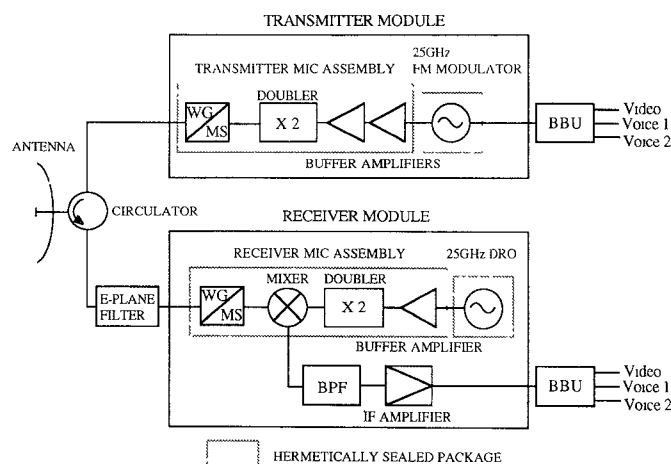 TRANSMITTER MODULE
25GHz
FM MODULATOR
TRANSMITTER MIC ASSEMBLY
DOUBLER
WG
MS
X 2
BUFFER AMPLIFIERS
BBU
Video
Voice 1
Voice 2
ANTENNA
CIRCULATOR
RECEIVER MODULE
RECEIVER MIC ASSEMBLY
25GHz DRO
MIXER
DOUBLER
E-PLANE
FILTER
WG
MS
X 2
BUFFER AMPLIFIER
BPF
IF AMPLIFIER
BBU
Video
Voice 1
Voice 2
HERMETICALLY SEALED PACKAGE